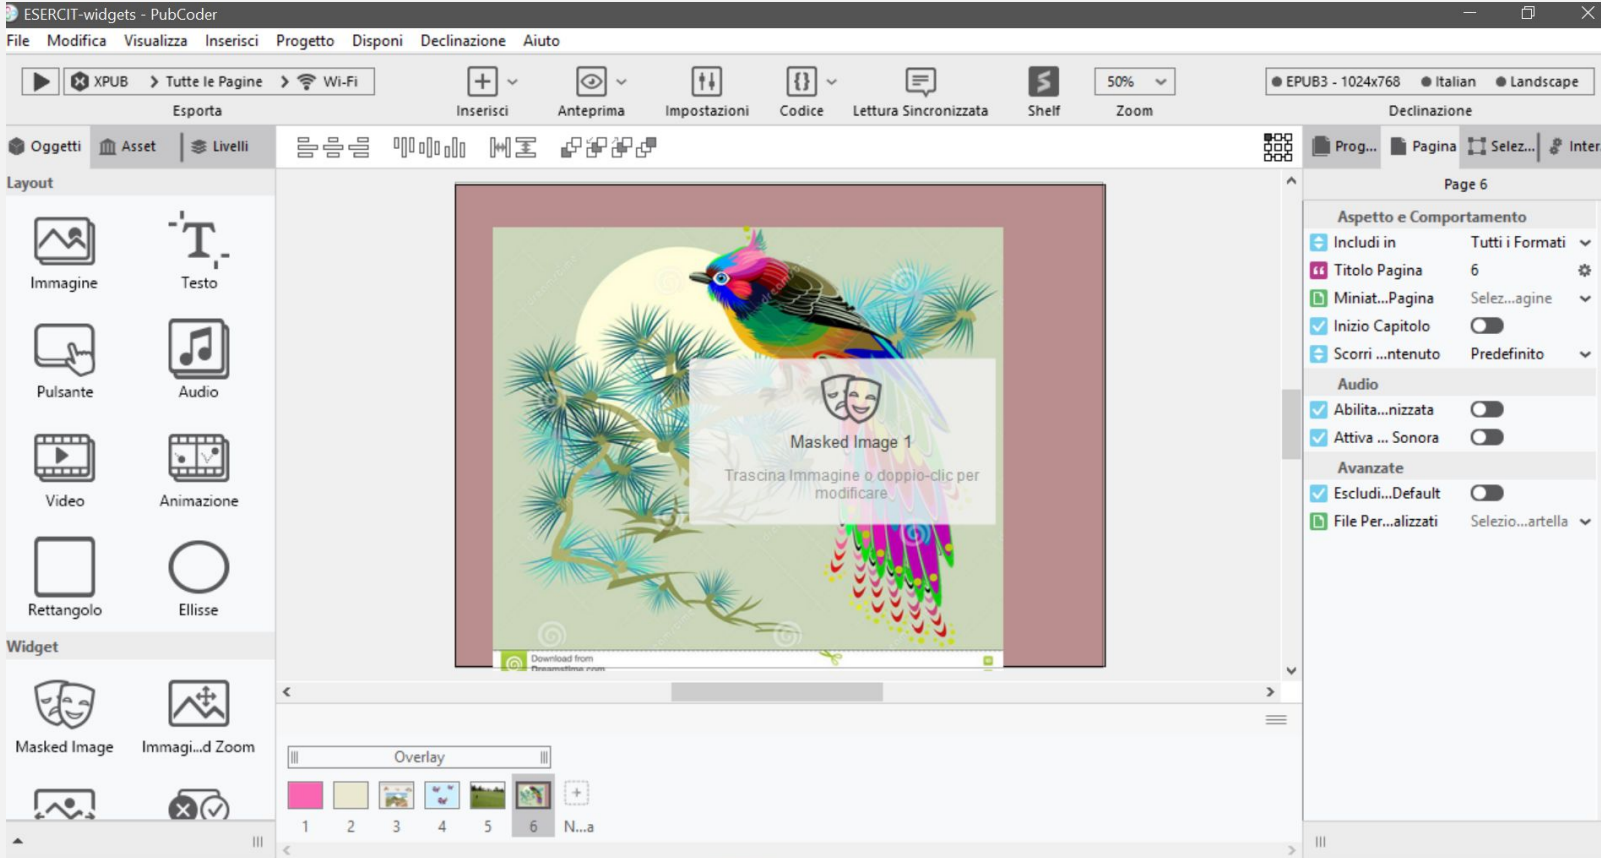 ESERCIT-widgets - PubCoder
File Modifica Visualizza Inserisci Progetto Disponi Declinazione Aiuto
XPUB > Tutte le Pagine > Wi-Fi
Esporta
Inserisci
Anteprima
Impostazioni
Codice
Lettura Sincronizzata
Shelf
50%
Zoom
EPUB3 - 1024x768 Italian Landscape
Declinazione
Oggetti Asset Livelli
Prog... Pagina Selez... Inter
Layout
Immagine Testo
Pulsante Audio
Video Animazione
Rettangolo Ellisse
Widget
Masked Image Immagi...d Zoom
Masked Image 1
Trascina Immagine o doppio-clic per
modificare
Download from
Dreamstime.com
Overlay
1 2 3 4 5 6 N...a
Page 6
Aspetto e Comportamento
Includi in Tutti i Formati
Titolo Pagina 6
Miniat...Pagina Selez...agine
Inizio Capitolo
Scorri ...ntenuto Predefinito
Audio
Abilita...nizzata
Attiva ... Sonora
Avanzate
Escludi...Default
File Per...alizzati Selezio...artella